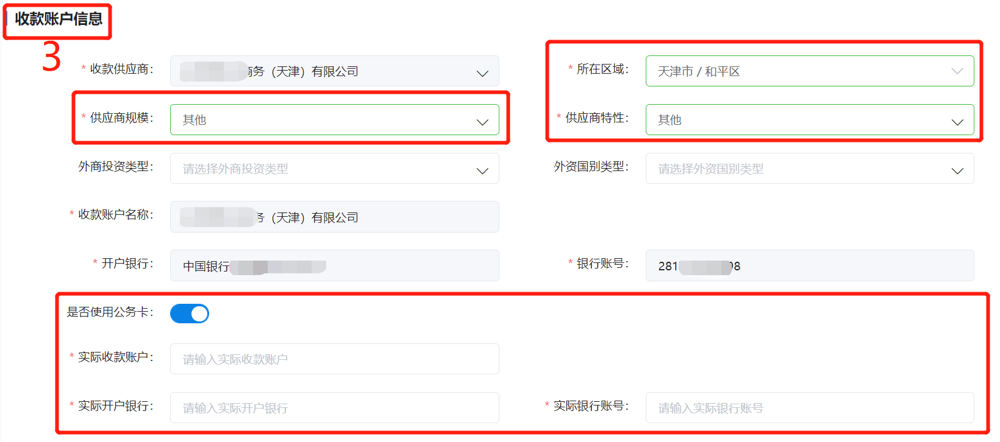 收款账户信息
3
* 收款供应商： 商务（天津）有限公司
* 所在区域： 天津市 / 和平区
* 供应商规模： 其他
* 供应商特性： 其他
外商投资类型： 请选择外商投资类型
外资国别类型： 请选择外资国别类型
* 收款账户名称： 务（天津）有限公司
* 开户银行： 中国银行
* 银行账号： 281 98
是否使用公务卡：
* 实际收款账户： 请输入实际收款账户
* 实际开户银行： 请输入实际开户银行
* 实际银行账号： 请输入实际银行账号